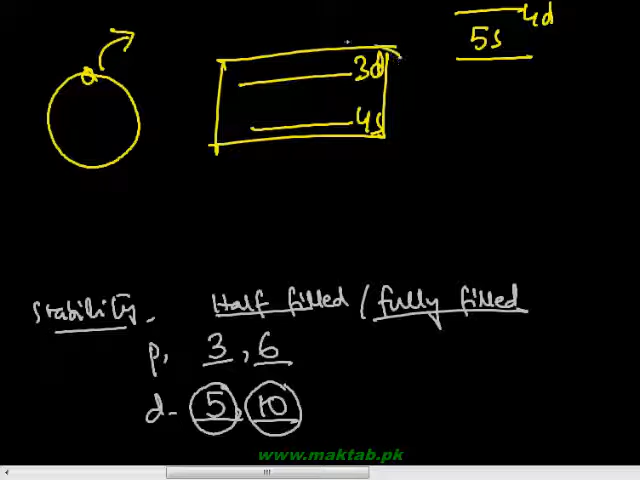 4d
5s
3d
4s
Stability. Half filled / fully filled
p, 3, 6
d- 5, 10
www.maktab.pk